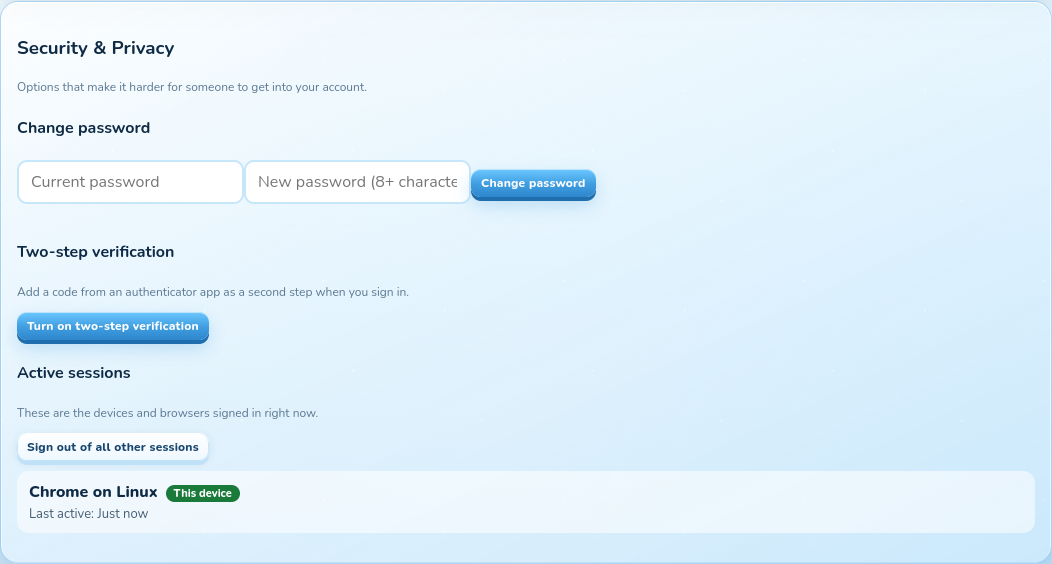 Security & Privacy
Options that make it harder for someone to get into your account.
Change password
Current password
New password (8+ characte
Change password
Two-step verification
Add a code from an authenticator app as a second step when you sign in.
Turn on two-step verification
Active sessions
These are the devices and browsers signed in right now.
Sign out of all other sessions
Chrome on Linux This device
Last active: Just now